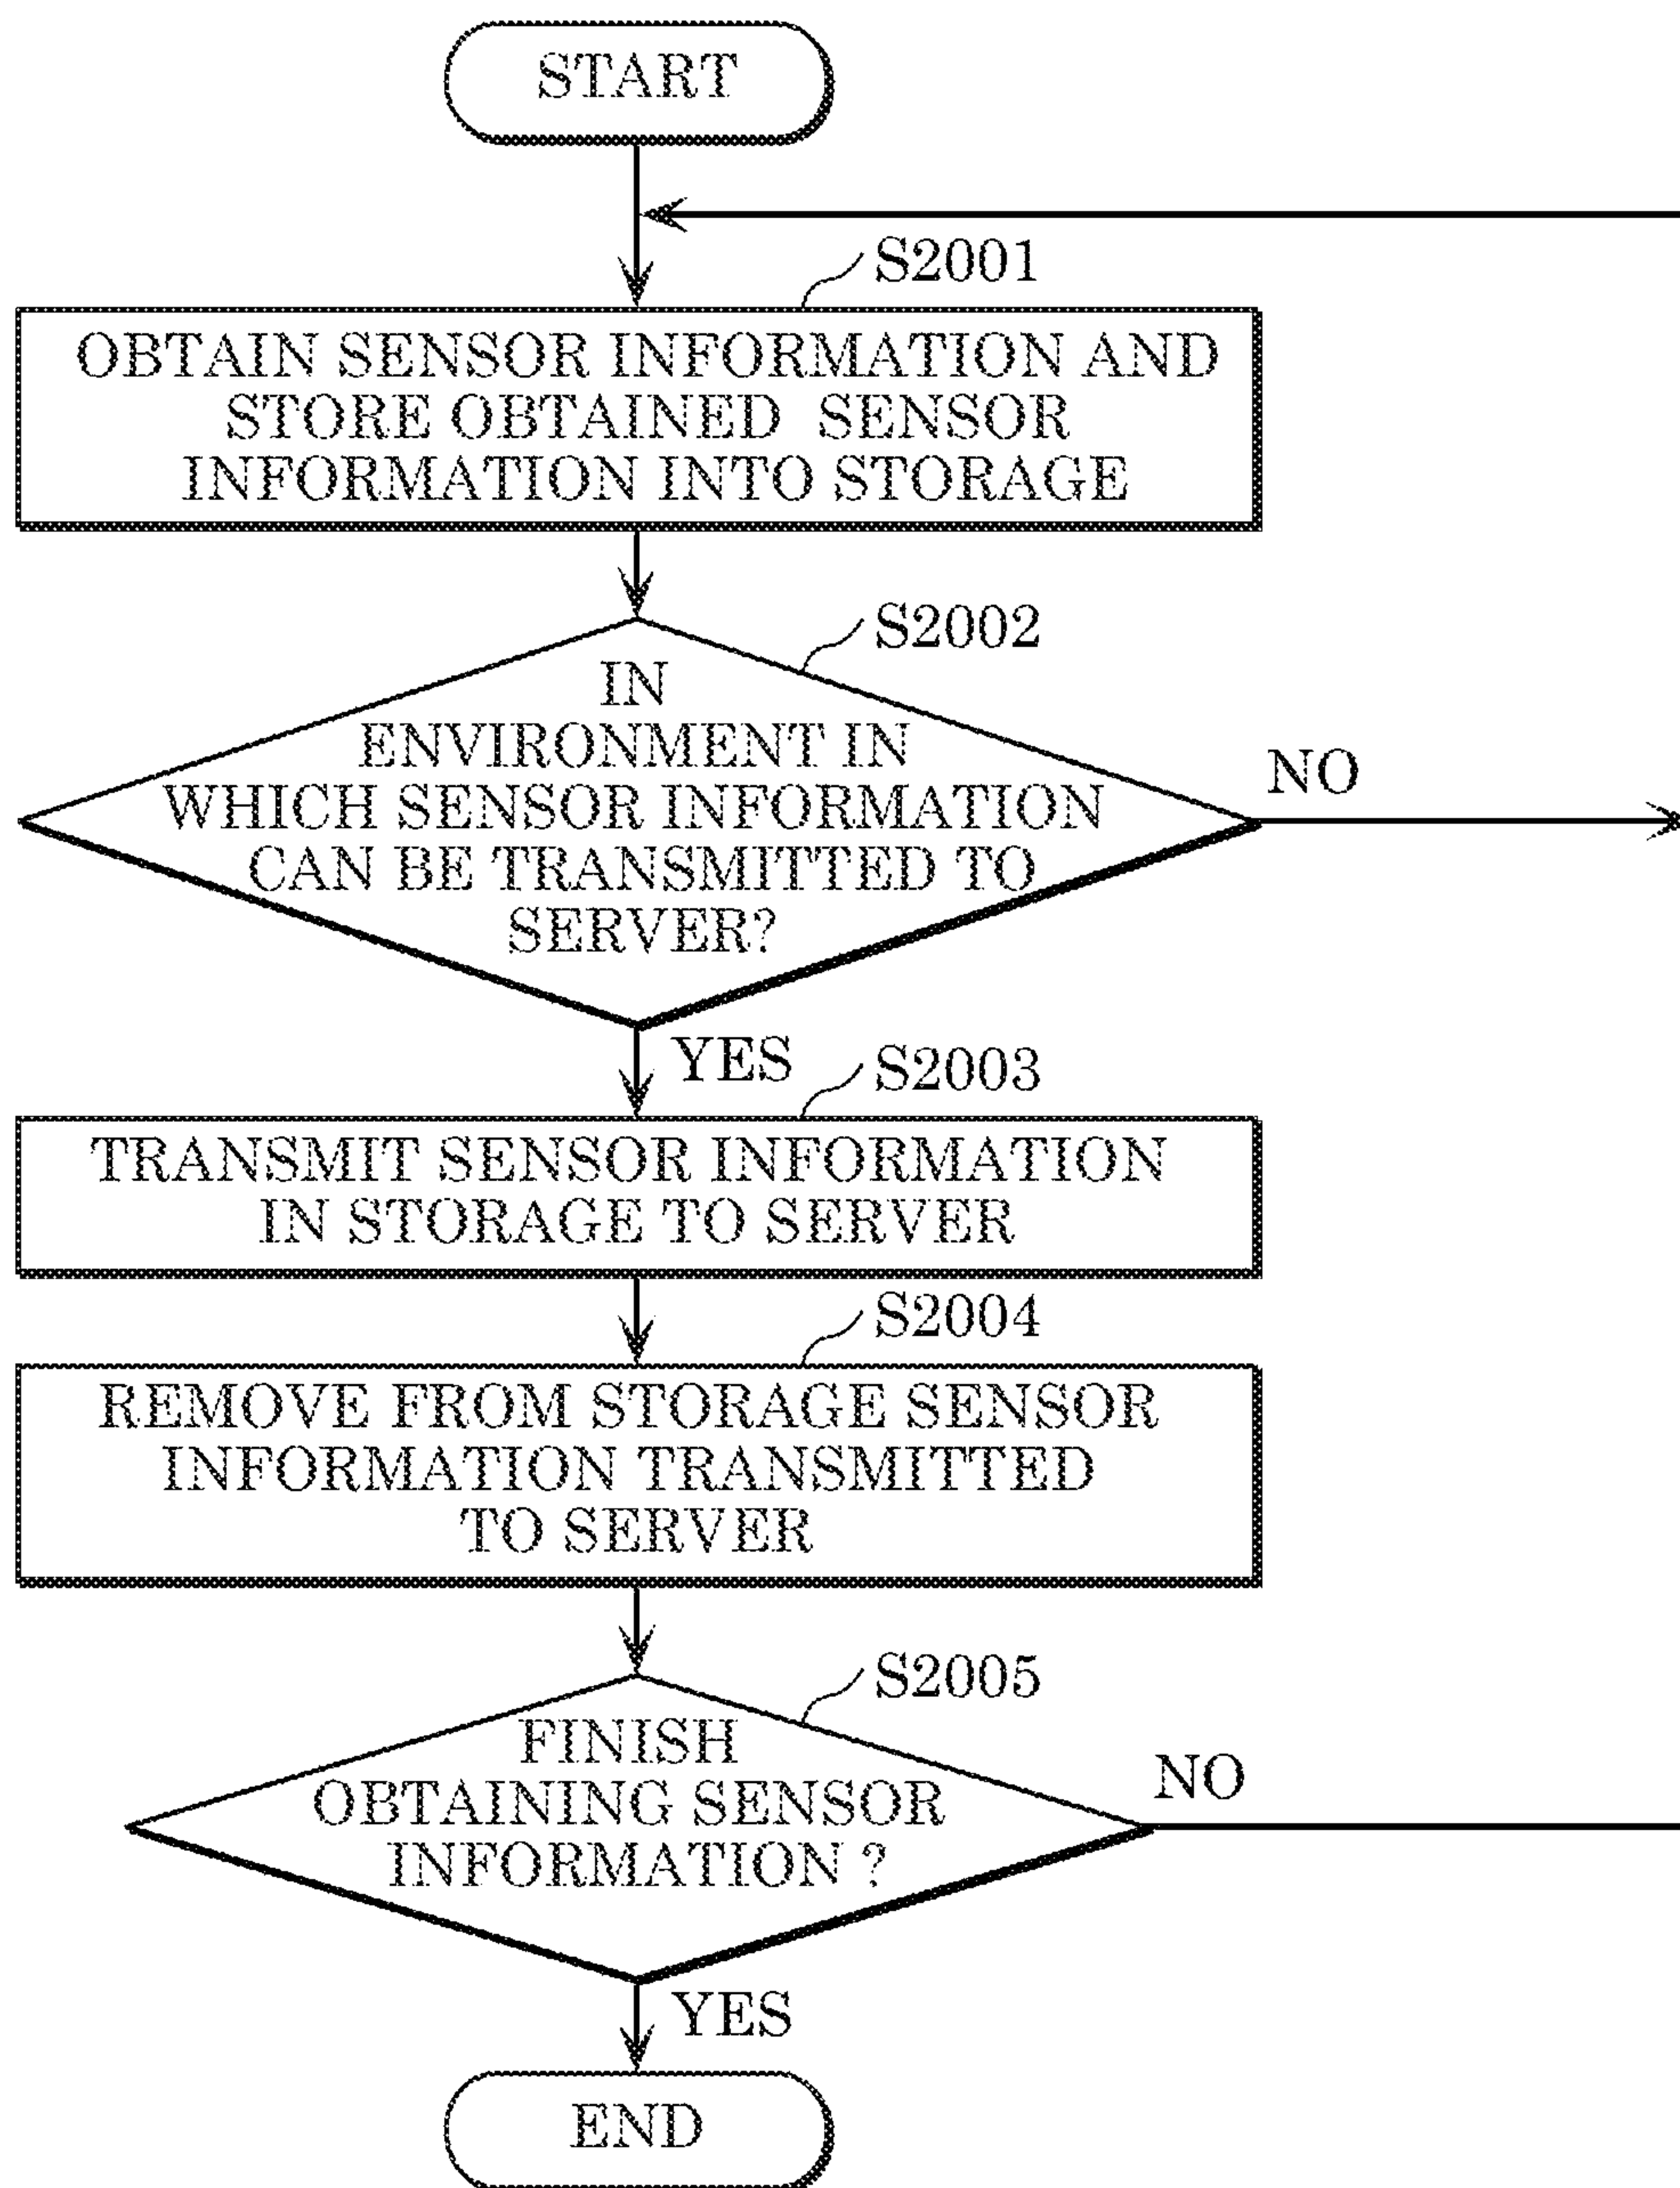 START
S2001
OBTAIN SENSOR INFORMATION AND
STORE OBTAINED SENSOR
INFORMATION INTO STORAGE
S2002
IN
ENVIRONMENT IN
WHICH SENSOR INFORMATION
CAN BE TRANSMITTED TO
SERVER?
NO
YES
S2003
TRANSMIT SENSOR INFORMATION
IN STORAGE TO SERVER
S2004
REMOVE FROM STORAGE SENSOR
INFORMATION TRANSMITTED
TO SERVER
S2005
FINISH
OBTAINING SENSOR
INFORMATION ?
NO
YES
END